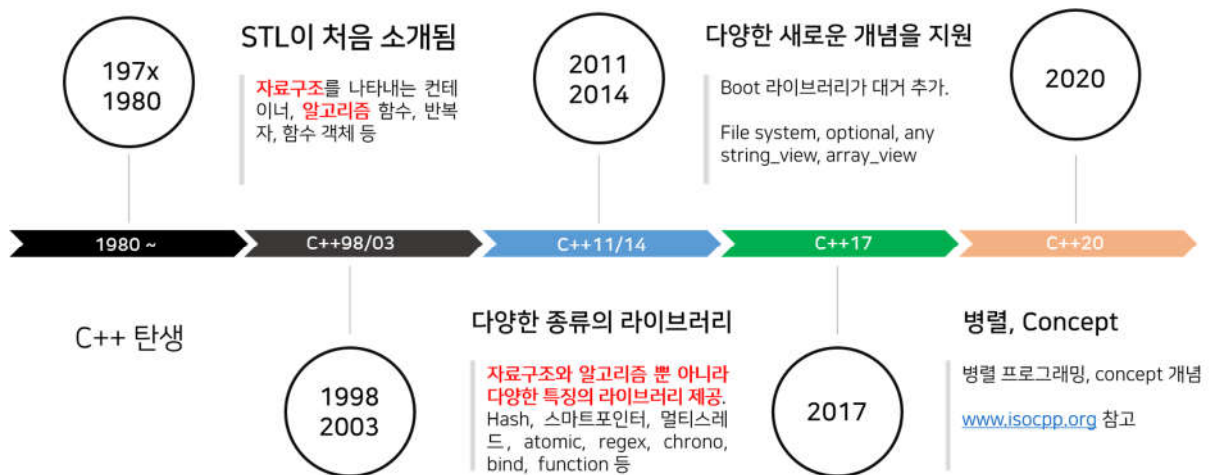 197x
1980
STL이 처음 소개됨
자료구조를 나타내는 컨테
이너, 알고리즘 함수, 반복
자, 함수 객체 등
2011
2014
다양한 새로운 개념을 지원
Boot 라이브러리가 대거 추가.
File system, optional, any
string_view, array_view
2020
1980 ~
C++98/03
C++11/14
C++17
C++20
C++ 탄생
1998
2003
다양한 종류의 라이브러리
자료구조와 알고리즘 뿐 아니라
다양한 특징의 라이브러리 제공.
Hash, 스마트포인터, 멀티스레
드, atomic, regex, chrono,
bind, function 등
2017
병렬, Concept
병렬 프로그래밍, concept 개념
www.isocpp.org 참고